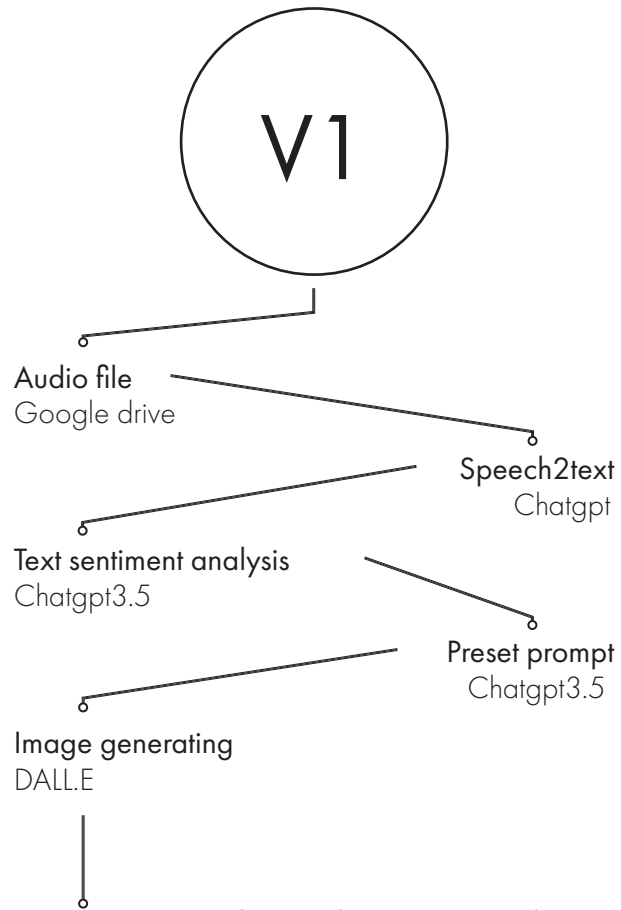 V1
Audio file
Google drive
Speech2text
Chatgpt
Text sentiment analysis
Chatgpt3.5
Preset prompt
Chatgpt3.5
Image generating
DALL.E